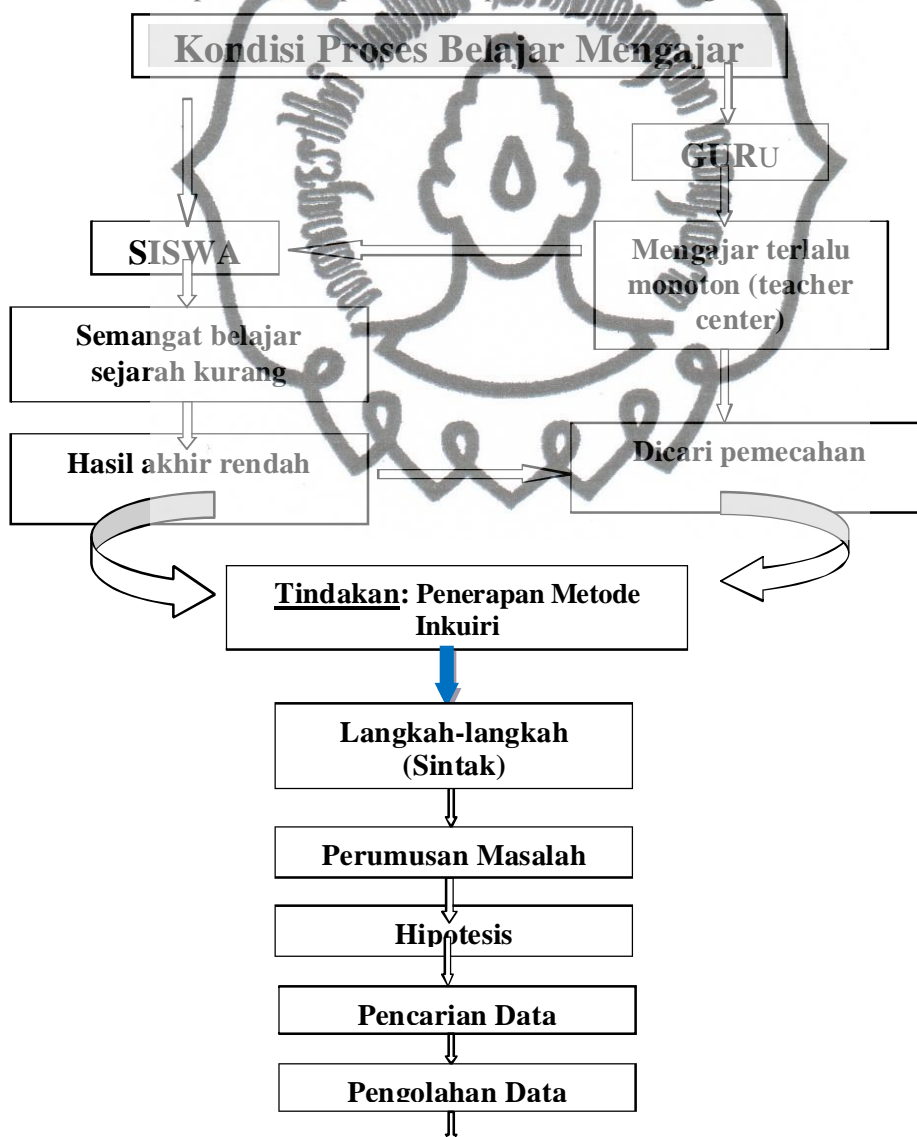 Kondisi Proses Belajar Mengajar
GURU
SISWA
Mengajar terlalu
monoton (teacher
center)
Semangat belajar
sejarah kurang
Hasil akhir rendah
Dicari pemecahan
Tindakan: Penerapan Metode
Inkuiri
Langkah-langkah
(Sintak)
Perumusan Masalah
Hipotesis
Pencarian Data
Pengolahan Data